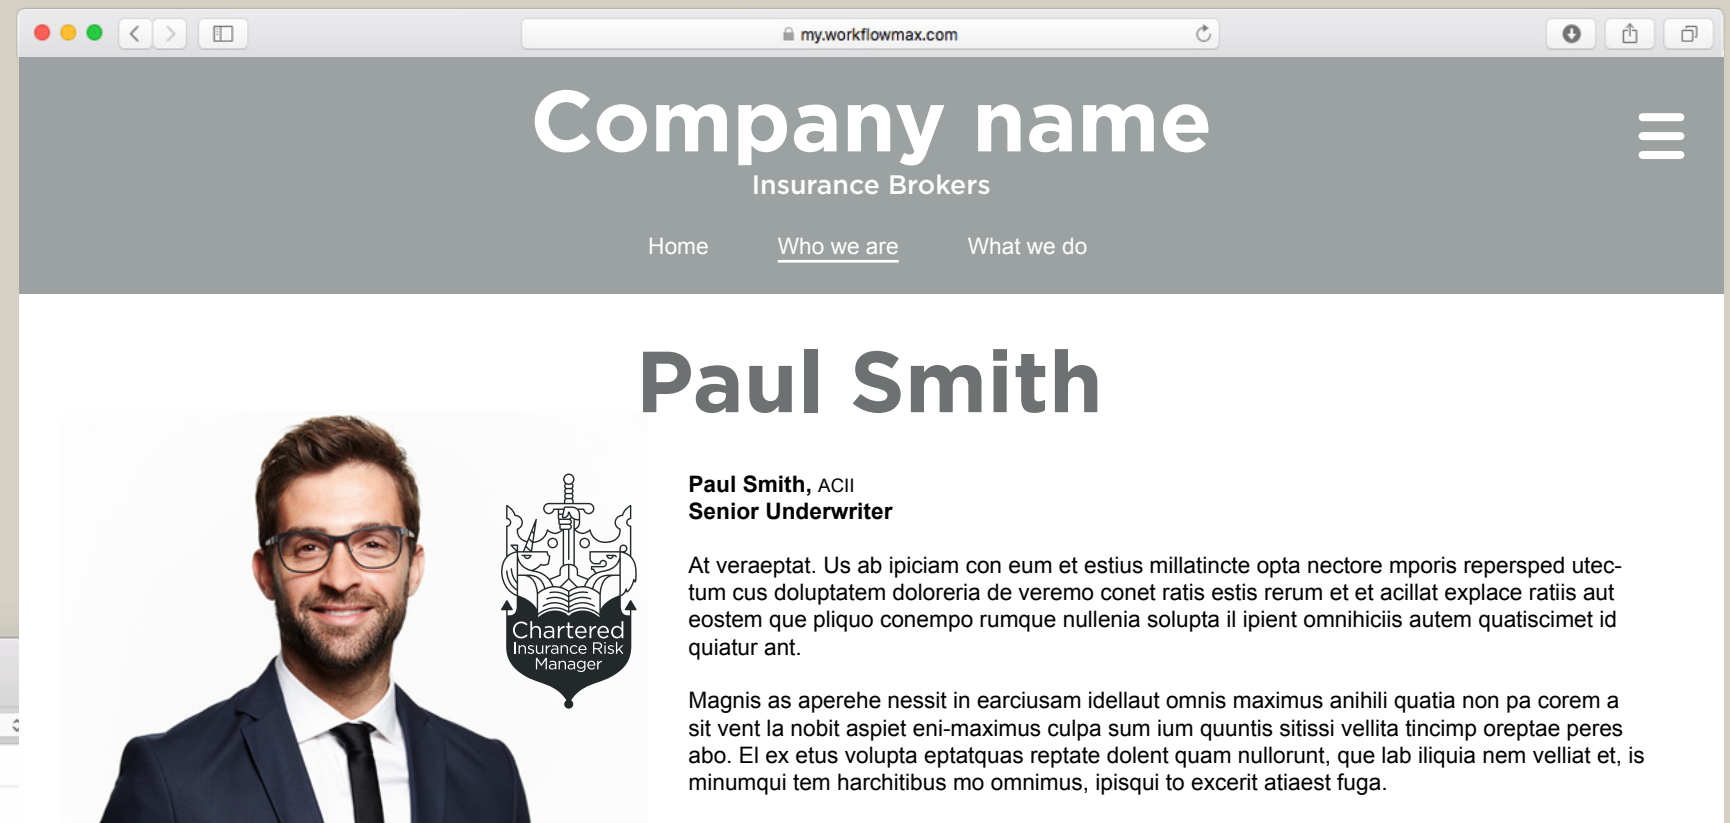 my.workflowmax.com
Company name
Insurance Brokers
Home Who we are What we do
Paul Smith
Paul Smith, ACII
Senior Underwriter
At veraeptat. Us ab ipiciam con eum et estius millatincte opta nectore mporis repersped utec-
tum cus doluptatem doloreria de veremo conet ratis estis rerum et et acillat explace ratiis aut
eostem que pliquo conempo rumque nullenia solupta il ipient omnihiciis autem quatiscimet id
quiatur ant.
Chartered
Insurance Risk
Manager
Magnis as aperehe nessit in earciusam idellaut omnis maximus anihili quatia non pa corem a
sit vent la nobit aspiet eni-maximus culpa sum ium quuntis sitissi vellita tincimp oreptae peres
abo. El ex etus volupta eptatquas reptate dolent quam nullorunt, que lab iliquia nem velliat et, is
minumqui tem harchitibus mo omnimus, ipisqui to excerit atiaest fuga.